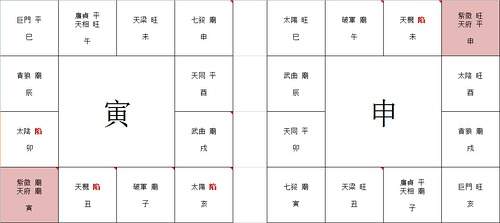 巨門 平
巳
廉貞 平
天相 旺
午
天梁 旺
未
七殺 廟
申
貪狼 廟
辰
天同 平
酉
寅
太陰 陷
卯
武曲 廟
戌
紫微 廟
天府 廟
寅
天機 陷
丑
破軍 廟
子
太陽 陷
亥
太陽 旺
巳
破軍 廟
午
天機 陷
未
紫微 旺
天府 平
申
武曲 廟
辰
太陰 旺
酉
申
天同 平
卯
貪狼 廟
戌
七殺 廟
寅
天梁 旺
丑
廉貞 平
天相 廟
子
巨門 旺
亥